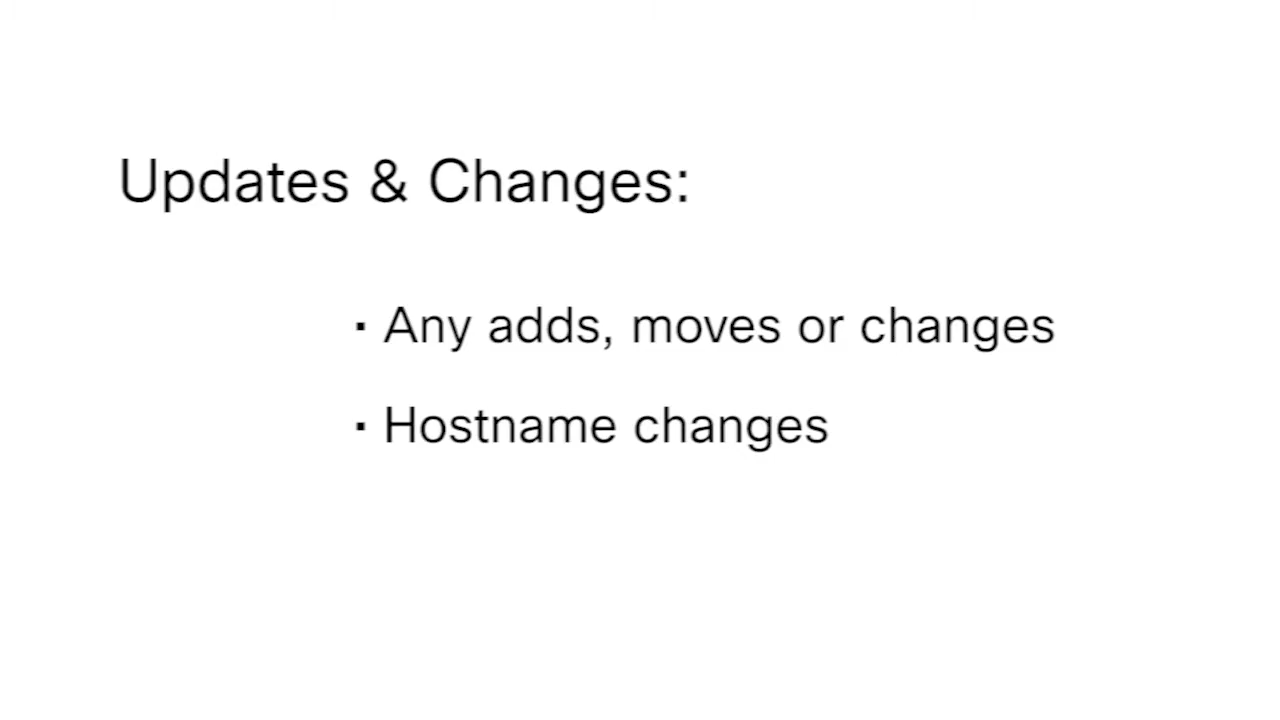 Updates & Changes:
· Any adds, moves or changes
· Hostname changes